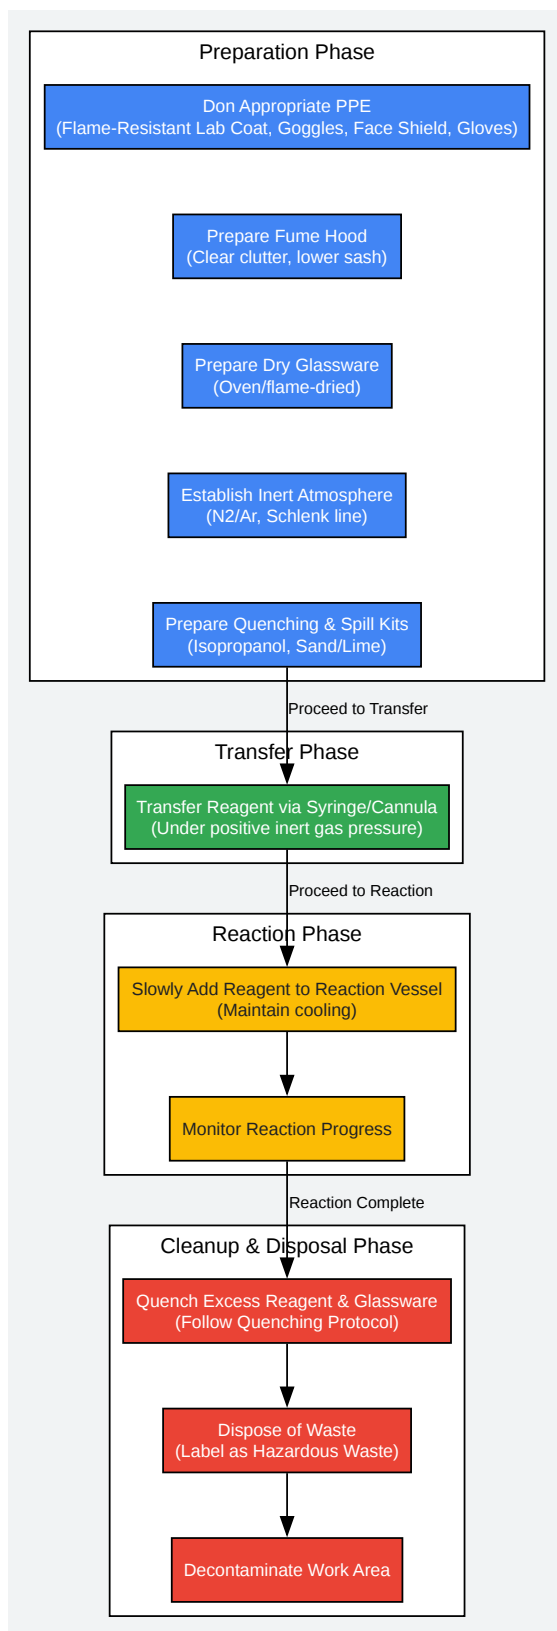 Preparation Phase
Don Appropriate PPE
(Flame-Resistant Lab Coat, Goggles, Face Shield, Gloves)
Prepare Fume Hood
(Clear clutter, lower sash)
Prepare Dry Glassware
(Oven/flame-dried)
Establish Inert Atmosphere
(N2/Ar, Schlenk line)
Prepare Quenching & Spill Kits
(Isopropanol, Sand/Lime)
Proceed to Transfer
Transfer Phase
Transfer Reagent via Syringe/Cannula
(Under positive inert gas pressure)
Proceed to Reaction
Reaction Phase
Slowly Add Reagent to Reaction Vessel
(Maintain cooling)
Monitor Reaction Progress
Reaction Complete
Cleanup & Disposal Phase
Quench Excess Reagent & Glassware
(Follow Quenching Protocol)
Dispose of Waste
(Label as Hazardous Waste)
Decontaminate Work Area